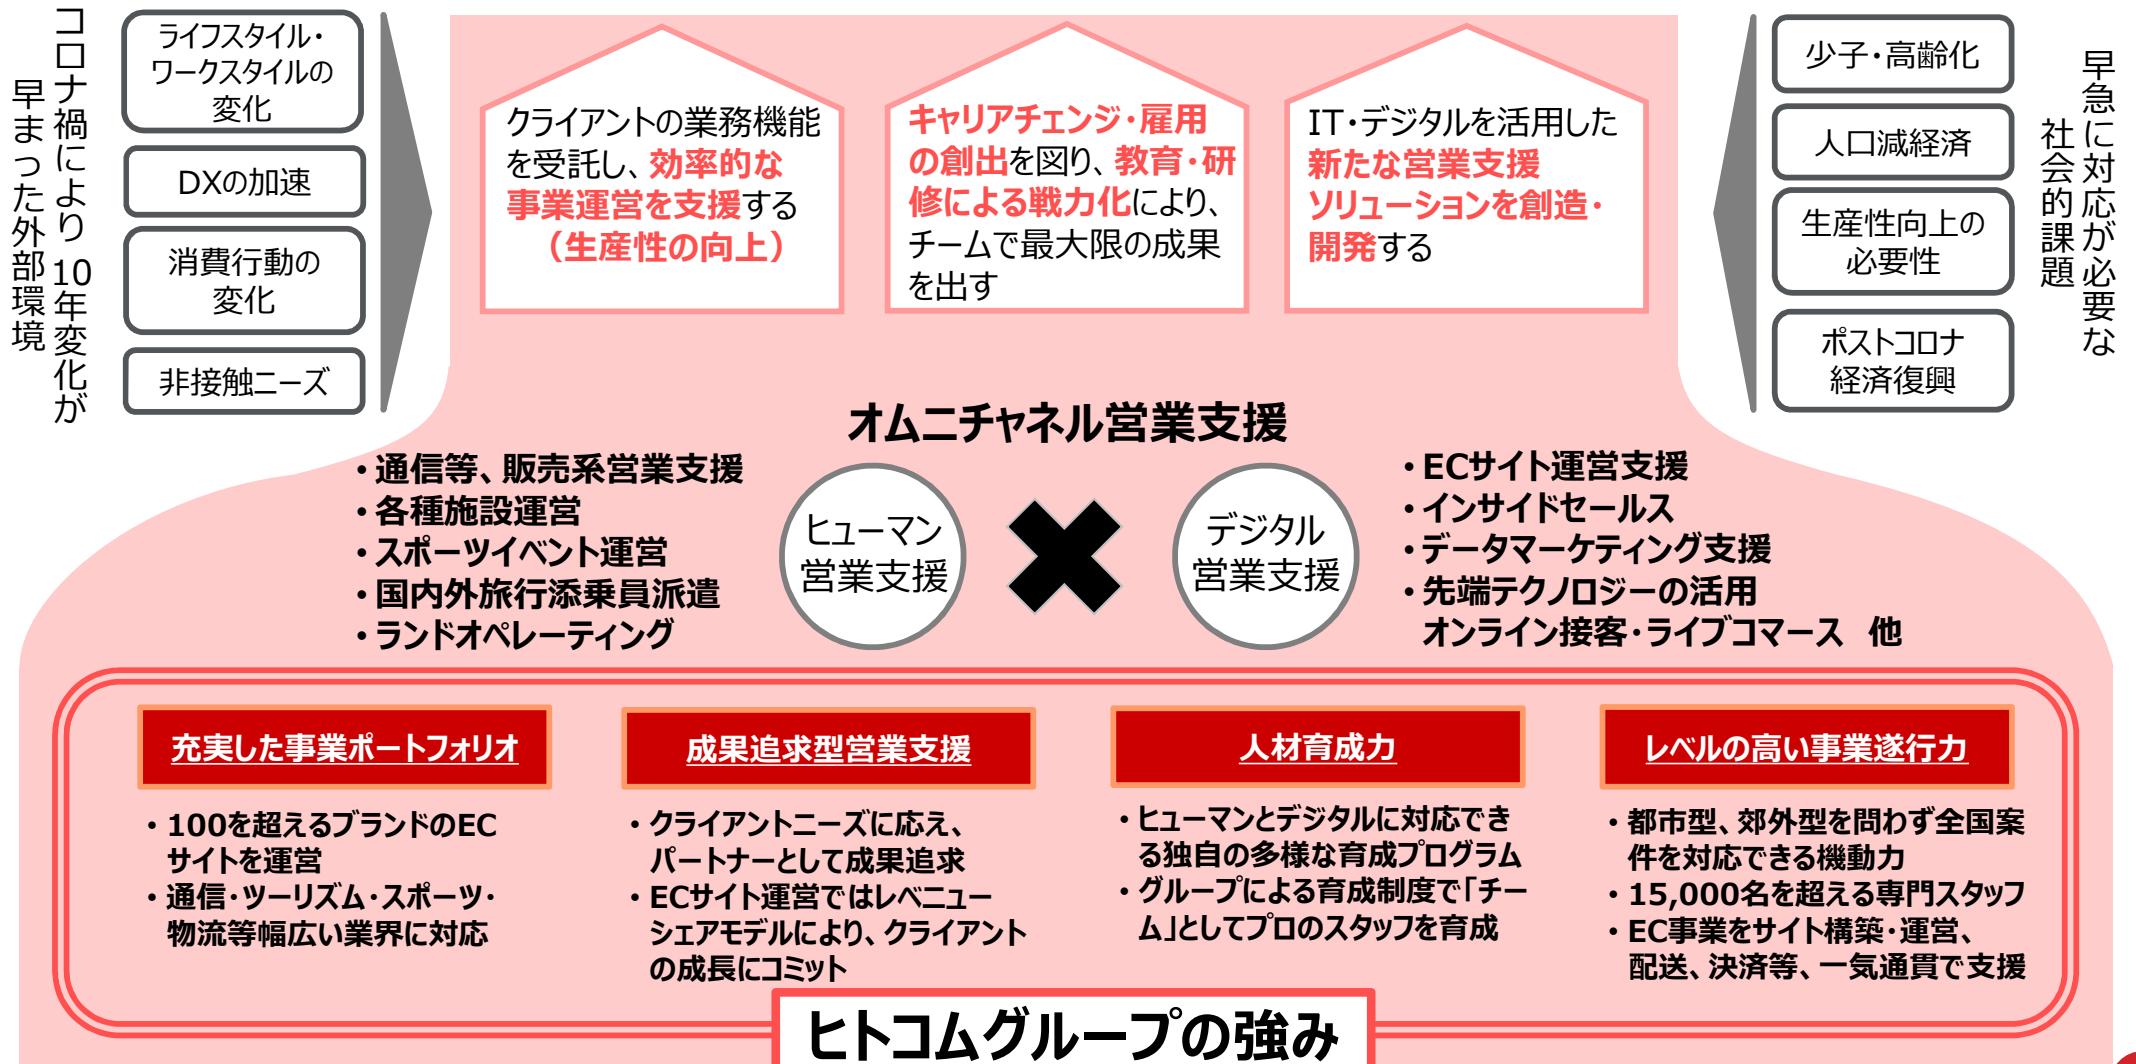 コロナ禍により10年変化が
早まった外部環境
ライフスタイル・
ワークスタイルの
変化
DXの加速
消費行動の
変化
非接触ニーズ
クライアントの業務機能
を受託し、効率的な
事業運営を支援する
（生産性の向上）
キャリアチェンジ・雇用
の創出を図り、教育・研
修による戦力化により、
チームで最大限の成果
を出す
IT・デジタルを活用した
新たな営業支援
ソリューションを創造・
開発する
少子・高齢化
人口減経済
生産性向上の
必要性
ポストコロナ
経済復興
早急に対応が必要な
社会的課題
オムニチャネル営業支援
・通信等、販売系営業支援
・各種施設運営
・スポーツイベント運営
・国内外旅行添乗員派遣
・ランドオペレーティング
ヒューマン
営業支援
デジタル
営業支援
・ECサイト運営支援
・インサイドセールス
・データマーケティング支援
・先端テクノロジーの活用
オンライン接客・ライブコマース　他
充実した事業ポートフォリオ
・100を超えるブランドのEC
サイトを運営
・通信・ツーリズム・スポーツ・
物流等幅広い業界に対応
成果追求型営業支援
・クライアントニーズに応え、
パートナーとして成果追求
・ECサイト運営ではレベニュー
シェアモデルにより、クライアント
の成長にコミット
人材育成力
・ヒューマンとデジタルに対応でき
る独自の多様な育成プログラム
・グループによる育成制度で「チー
ム」としてプロのスタッフを育成
レベルの高い事業遂行力
・都市型、郊外型を問わず全国案
件を対応できる機動力
・15,000名を超える専門スタッフ
・EC事業をサイト構築・運営、
配送、決済等、一気通貫で支援
ヒトコムグループの強み